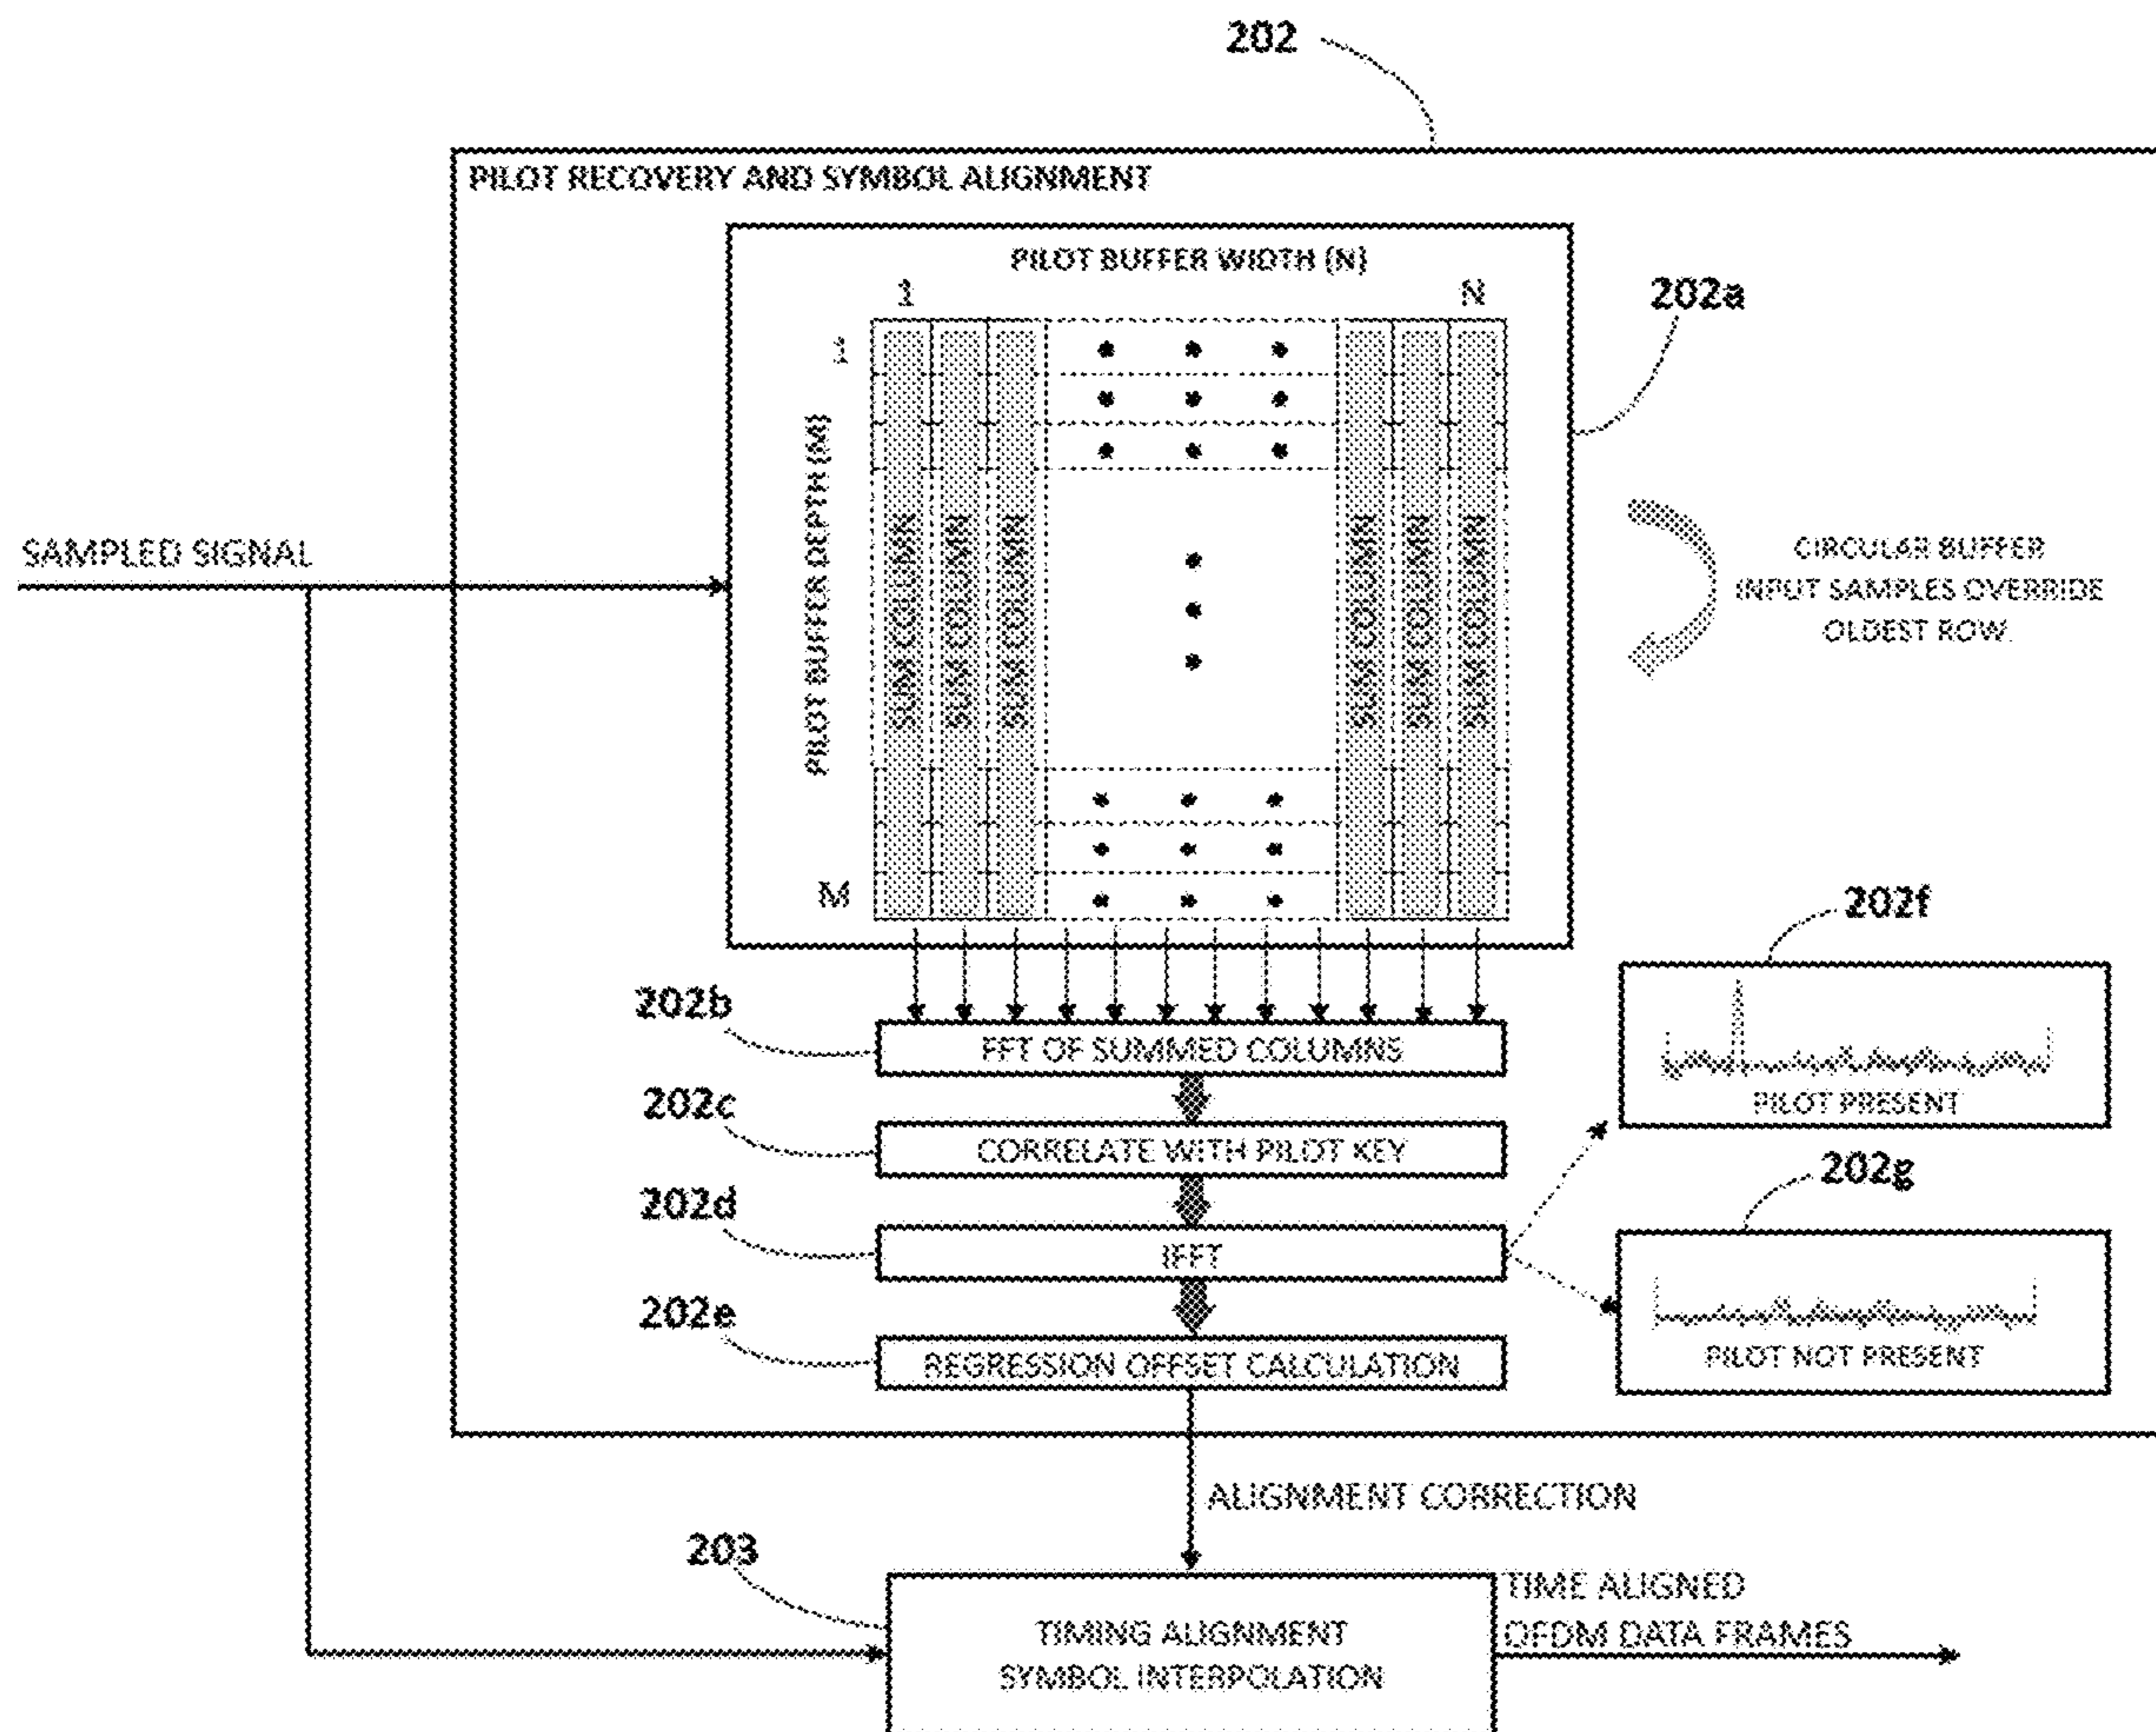 202
PILOT RECOVERY AND SYMBOL ALIGNMENT
PILOT BUFFER WIDTH (N)
1
N
202a
1
PILOT BUFFER DEPTH (M)
SUM COLUMN
SUM COLUMN
SUM COLUMN
SUM COLUMN
SUM COLUMN
SUM COLUMN
SAMPLED SIGNAL
CIRCULAR BUFFER
INPUT SAMPLES OVERRIDE
OLDEST ROW.
M
202f
PILOT PRESENT
202b
FFT OF SUMMED COLUMNS
202c
CORRELATE WITH PILOT KEY
202g
202d
IFFT
PILOT NOT PRESENT
202e
REGRESSION OFFSET CALCULATION
ALIGNMENT CORRECTION
203
TIMING ALIGNMENT
SYMBOL INTERPOLATION
TIME ALIGNED
OFDM DATA FRAMES